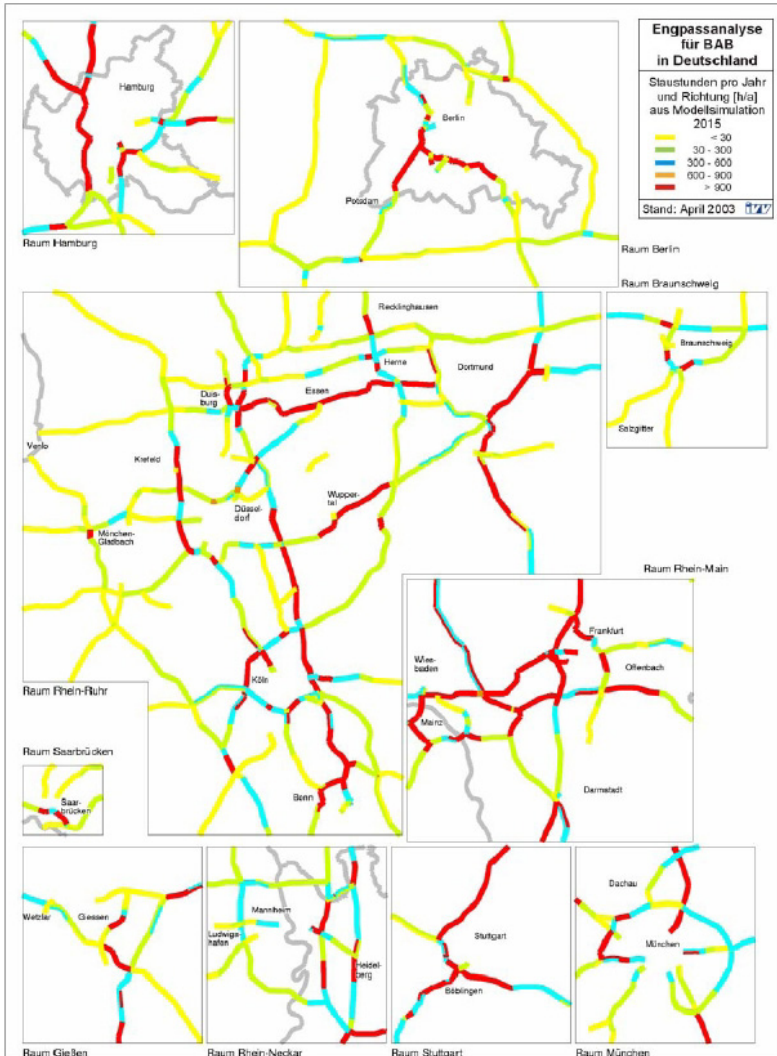 Engpassanalyse
für BAB
in Deutschland
Staustunden pro Jahr
und Richtung [h/a]
aus Modellsimulation
2015
< 30
30 - 300
300 - 600
600 - 900
> 900
Stand: April 2003 IVV
Hamburg
Raum Hamburg
Berlin
Potsdam
Raum Berlin
Raum Braunschweig
Braunschweig
Salzgitter
Recklinghausen
Herne
Dortmund
Duis-
burg
Essen
Venlo
Krefeld
Düssel-
dorf
Wupper-
tal
München-
Gladbach
Köln
Bonn
Raum Rhein-Ruhr
Raum Rhein-Main
Frankfurt
Wies-
baden
Offenbach
Mainz
Darmstadt
Raum Saarbrücken
Saar-
brücken
Wetzlar
Giessen
Raum Gießen
Mannheim
Ludwigs-
hafen
Heidel-
berg
Raum Rhein-Neckar
Stuttgart
Böblingen
Raum Stuttgart
Dachau
München
Raum München